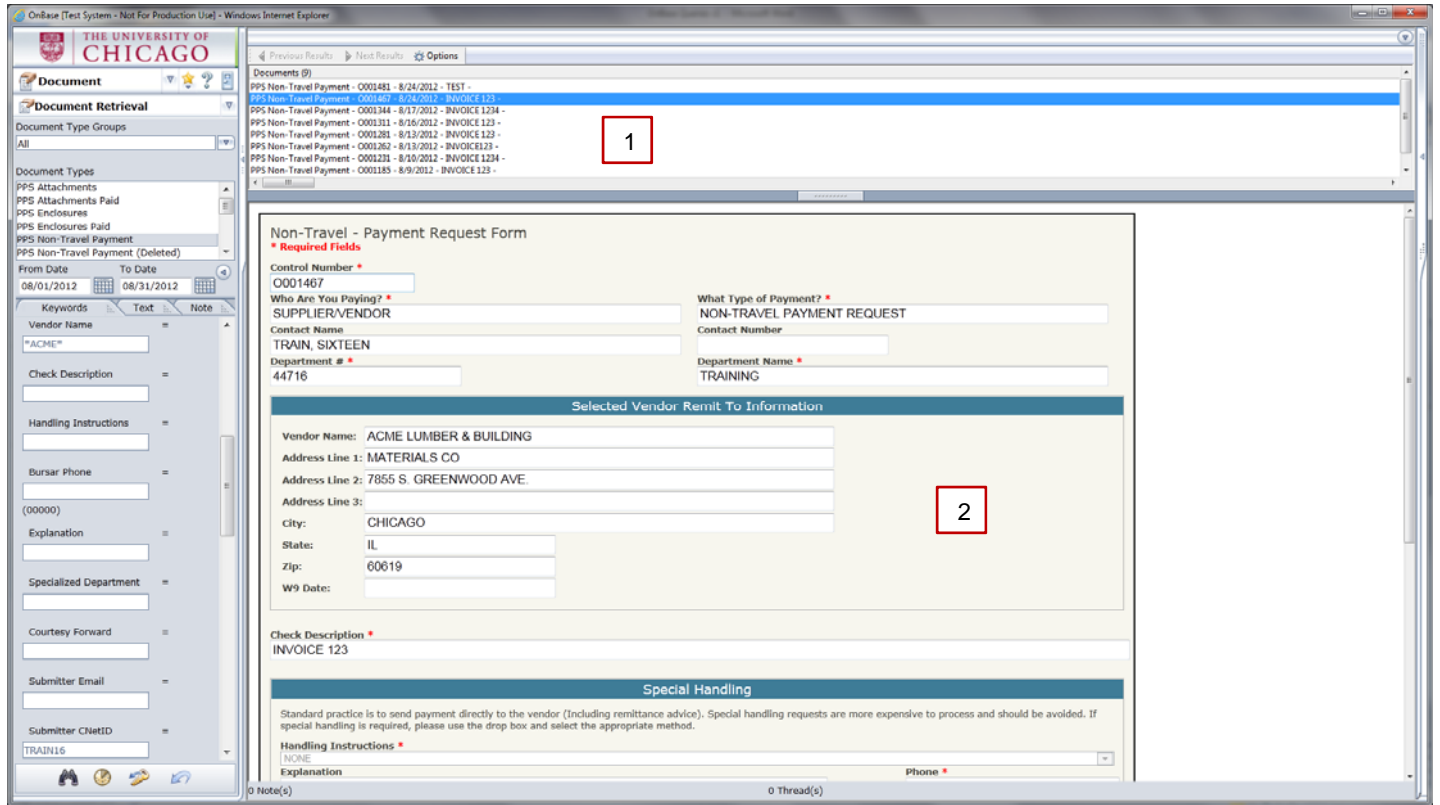 OnBase [Test System - Not For Production Use] - Windows Internet Explorer
THE UNIVERSITY OF
CHICAGO
Document
Document Retrieval
Document Type Groups
All
Document Types
PPS Attachments
PPS Attachments Paid
PPS Enclosures
PPS Enclosures Paid
PPS Non-Travel Payment
PPS Non-Travel Payment (Deleted)
From Date To Date
08/01/2012 08/31/2012
Keywords Text Note
Vendor Name =
*ACME*
Check Description =
Handling Instructions =
Bursar Phone =
(00000)
Explanation =
Specialized Department =
Courtesy Forward =
Submitter Email =
Submitter CNetID =
TRAIN16
Previous Results Next Results Options
Documents (9)
PPS Non-Travel Payment - O001481 - 8/24/2012 - TEST -
PPS Non-Travel Payment - O001467 - 8/24/2012 - INVOICE 123 -
PPS Non-Travel Payment - O001344 - 8/17/2012 - INVOICE 1234 -
PPS Non-Travel Payment - O001311 - 8/16/2012 - INVOICE 123 -
PPS Non-Travel Payment - O001281 - 8/13/2012 - INVOICE 123 -
PPS Non-Travel Payment - O001262 - 8/13/2012 - INVOICE123 -
PPS Non-Travel Payment - O001231 - 8/10/2012 - INVOICE 1234 -
PPS Non-Travel Payment - O001185 - 8/9/2012 - INVOICE 123 -
1
Non-Travel - Payment Request Form
* Required Fields
Control Number *
O001467
Who Are You Paying? * What Type of Payment? *
SUPPLIER/VENDOR NON-TRAVEL PAYMENT REQUEST
Contact Name Contact Number
TRAIN, SIXTEEN
Department # * Department Name *
44716 TRAINING
Selected Vendor Remit To Information
Vendor Name: ACME LUMBER & BUILDING
Address Line 1: MATERIALS CO
Address Line 2: 7855 S. GREENWOOD AVE.
Address Line 3:
City: CHICAGO
State: IL
Zip: 60619
W9 Date:
2
Check Description *
INVOICE 123
Special Handling
Standard practice is to send payment directly to the vendor (Including remittance advice). Special handling requests are more expensive to process and should be avoided. If
special handling is required, please use the drop box and select the appropriate method.
Handling Instructions *
NONE
Explanation Phone *
0 Note(s) 0 Thread(s)